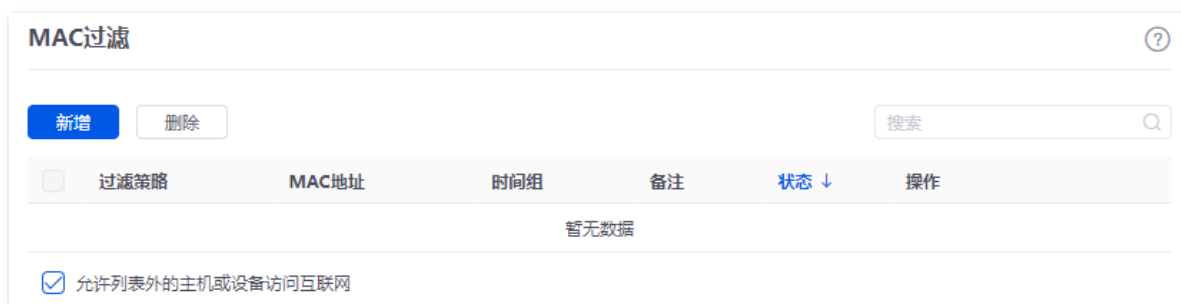 MAC过滤
新增 删除 搜索
过滤策略 MAC地址 时间组 备注 状态 ↓ 操作
暂无数据
允许列表外的主机或设备访问互联网